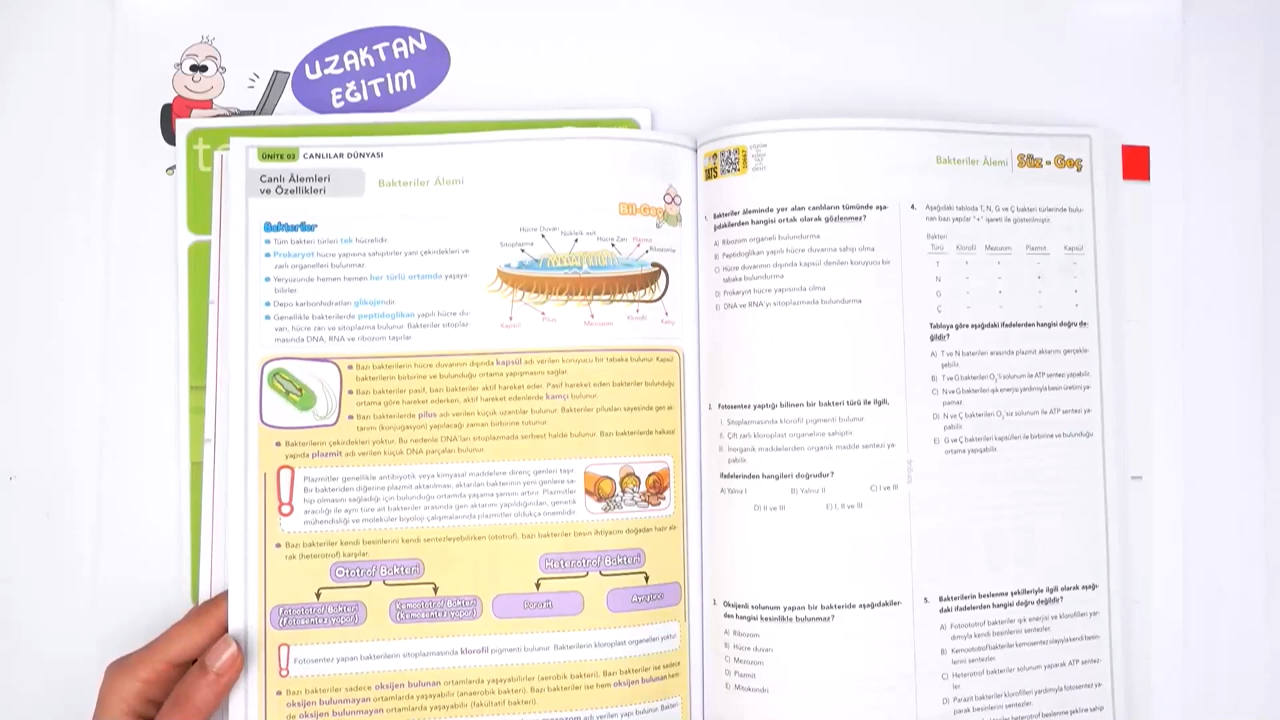 UZAKTAN
EĞİTİM
ÜNİTE 03 CANLILAR DÜNYASI
Canlı Âlemleri
ve Özellikleri
Bakteriler Âlemi
Bil-Geç
Bakteriler
Tüm bakteri türleri tek hücrelidir.
Prokaryot hücre yapısına sahiptirler yani çekirdekleri ve
zarlı organelleri bulunmaz.
Yeryüzünde hemen hemen her türlü ortamda yaşaya-
bilirler.
Depo karbonhidratları glikojendir.
Genellikle bakterilerde peptidoglikan yapılı hücre du-
varı, hücre zarı ve sitoplazma bulunur. Bakteriler sitoplaz-
masında DNA, RNA ve ribozom taşırlar.
Sitoplazma
Hücre Duvarı
Nükleik asit
Hücre Zarı
Plazmit
Ribozomlar
Kapsül
Pilus
Mezozom
Klorofil
Kamçı
Bazı bakterilerin hücre duvarının dışında kapsül adı verilen koruyucu bir tabaka bulunur. Kapsül
bakterilerin birbirine ve bulunduğu ortama yapışmasını sağlar.
Bazı bakteriler pasif, bazı bakteriler aktif hareket eder. Pasif hareket eden bakteriler bulunduğu
ortama göre hareket ederken, aktif hareket edenlerde kamçı bulunur.
Bazı bakterilerde pilus adı verilen küçük uzantılar bulunur. Bakteriler pilusları sayesinde gen ak-
tarımı (konjugasyon) yapılacağı zaman birbirine tutunur.
Bakterilerin çekirdekleri yoktur. Bu nedenle DNA'ları sitoplazmada serbest halde bulunur. Bazı bakterilerde halkasal
yapıda plazmit adı verilen küçük DNA parçaları bulunur.
Plazmitler genellikle antibiyotik veya kimyasal maddelere direnç genleri taşır.
Bir bakteriden diğerine plazmit aktarılması, aktarılan bakterinin yeni genlere sa-
hip olmasını sağladığı için bulunduğu ortamda yaşama şansını artırır. Plazmitler
aracılığı ile aynı türe ait bakteriler arasında gen aktarımı yapıldığından, genetik
mühendisliği ve moleküler biyoloji çalışmalarında plazmitler oldukça önemlidir.
Bazı bakteriler kendi besinlerini kendi sentezleyebilirken (ototrof), bazı bakteriler besin ihtiyacını doğadan hazır ola-
rak (heterotrof) karşılar.
Ototrof Bakteri
Heterotrof Bakteri
Fotoototrof Bakteri
(Fotosentez yapar)
Kemoototrof Bakteri
(Kemosentez yapar)
Parazit
Ayrıştırıcı
Fotosentez yapan bakterilerin sitoplazmasında klorofil pigmenti bulunur. Bakterilerin kloroplast organelleri yoktur.
Bazı bakteriler sadece oksijen bulunan ortamlarda yaşayabilirler (aerobik bakteri). Bazı bakteriler ise sadece
oksijen bulunmayan ortamlarda yaşayabilir (anaerobik bakteri). Bazı bakteriler ise hem oksijen bulunan hem
de oksijen bulunmayan ortamlarda yaşayabilir (fakültatif bakteri).
adı verilen yapı bulunur.
TATS
Bakteriler Âlemi
Süz - Geç
1. Bakteriler âleminde yer alan canlıların tümünde aşa-
ğıdakilerden hangisi ortak olarak gözlenmez?
A) Ribozom organeli bulundurma
B) Peptidoglikan yapılı hücre duvarına sahip olma
C) Hücre duvarının dışında kapsül denilen koruyucu bir
tabaka bulundurma
D) Prokaryot hücre yapısında olma
E) DNA ve RNA'yı sitoplazmada bulundurma
2. Fotosentez yaptığı bilinen bir bakteri türü ile ilgili,
I. Sitoplazmasında klorofil pigmenti bulunur.
II. Çift zarlı kloroplast organeline sahiptir.
III. İnorganik maddelerden organik madde sentezi ya-
pabilir.
ifadelerinden hangileri doğrudur?
A) Yalnız I B) Yalnız II C) I ve III
D) II ve III E) I, II ve III
3. Oksijenli solunum yapan bir bakteride aşağıdakiler-
den hangisi kesinlikle bulunmaz?
A) Ribozom
B) Hücre duvarı
C) Mezozom
D) Plazmit
E) Mitokondri
4. Aşağıdaki tabloda T, N, G ve Ç bakteri türlerinde bulu-
nan bazı yapılar "+" işareti ile gösterilmiştir.
Bakteri
Türü Klorofil Mezozom Plazmit Kapsül
T + + - -
N - - + -
G - + - +
Ç - - - +
Tabloya göre aşağıdaki ifadelerden hangisi doğru de-
ğildir?
A) T ve N bakterileri arasında plazmit aktarımı gerçekle-
şebilir.
B) T ve G bakterileri O₂'li solunum ile ATP sentezi yapabilir.
C) N ve G bakterileri ışık enerjisi yardımıyla besin üretimi ya-
pamaz.
D) N ve Ç bakterileri O₂'siz solunum ile ATP sentezi ya-
pabilir.
E) G ve Ç bakterileri kapsülleri ile birbirine ve bulunduğu
ortama yapışabilir.
5. Bakterilerin beslenme şekilleriyle ilgili olarak aşağı-
daki ifadelerden hangisi doğru değildir?
A) Fotoototrof bakteriler ışık enerjisi ve klorofilleri yar-
dımıyla kendi besinlerini sentezler.
B) Kemoototrof bakteriler kemosentez olayıyla kendi besin-
lerini sentezler.
C) Heterotrof bakteriler solunum yaparak ATP sentez-
ler.
D) Parazit bakteriler klorofilleri yardımıyla fotosentez ya-
parak besinlerini sentezler.
heterotrof beslenme şekline sahip